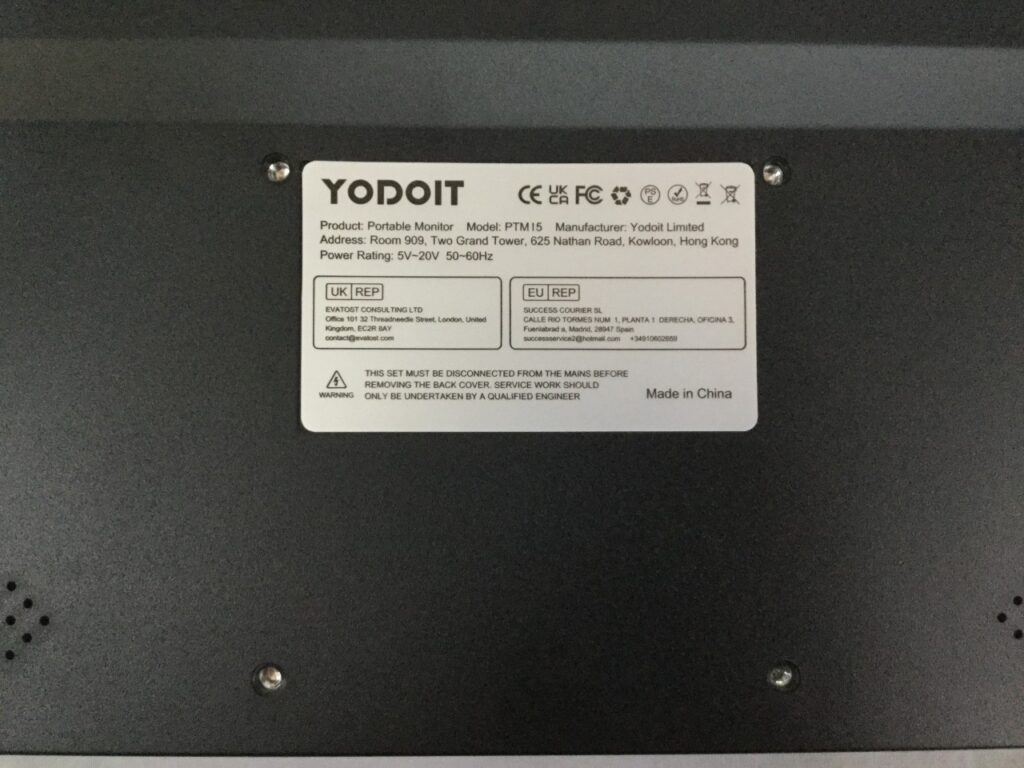 YODOIT
CE UK CA FC PS E RoHS
Product: Portable Monitor Model: PTM15 Manufacturer: Yodoit Limited
Address: Room 909, Two Grand Tower, 625 Nathan Road, Kowloon, Hong Kong
Power Rating: 5V~20V 50~60Hz
UK REP
EVATOST CONSULTING LTD
Office 101 32 Threadneedle Street, London, United
Kingdom, EC2R 8AY
contact@evatost.com
EU REP
SUCCESS COURIER SL
CALLE RIO TORMES NUM 1, PLANTA 1 DERECHA, OFICINA 3,
Fuenlabrad a, Madrid, 28947 Spain
successservice2@hotmail.com +34910602659
WARNING
THIS SET MUST BE DISCONNECTED FROM THE MAINS BEFORE
REMOVING THE BACK COVER. SERVICE WORK SHOULD
ONLY BE UNDERTAKEN BY A QUALIFIED ENGINEER
Made in China